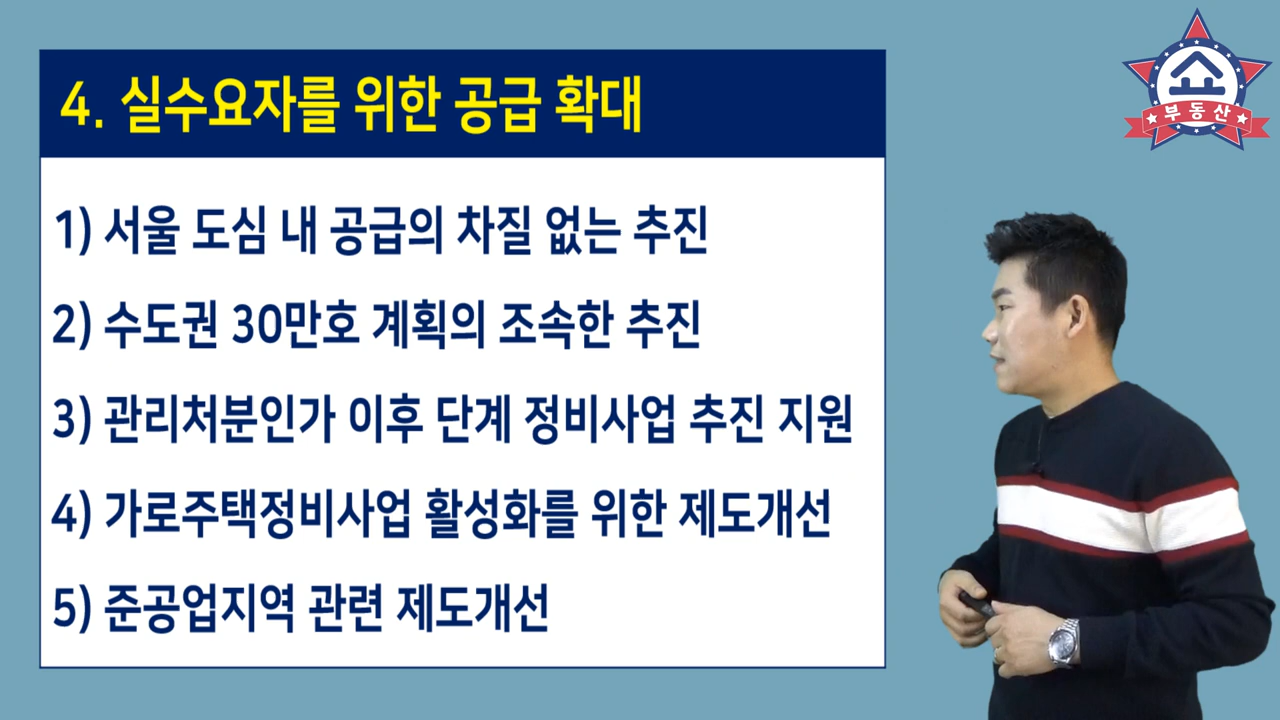 4. 실수요자를 위한 공급 확대
1) 서울 도심 내 공급의 차질 없는 추진
2) 수도권 30만호 계획의 조속한 추진
3) 관리처분인가 이후 단계 정비사업 추진 지원
4) 가로주택정비사업 활성화를 위한 제도개선
5) 준공업지역 관련 제도개선
쇼
부동산